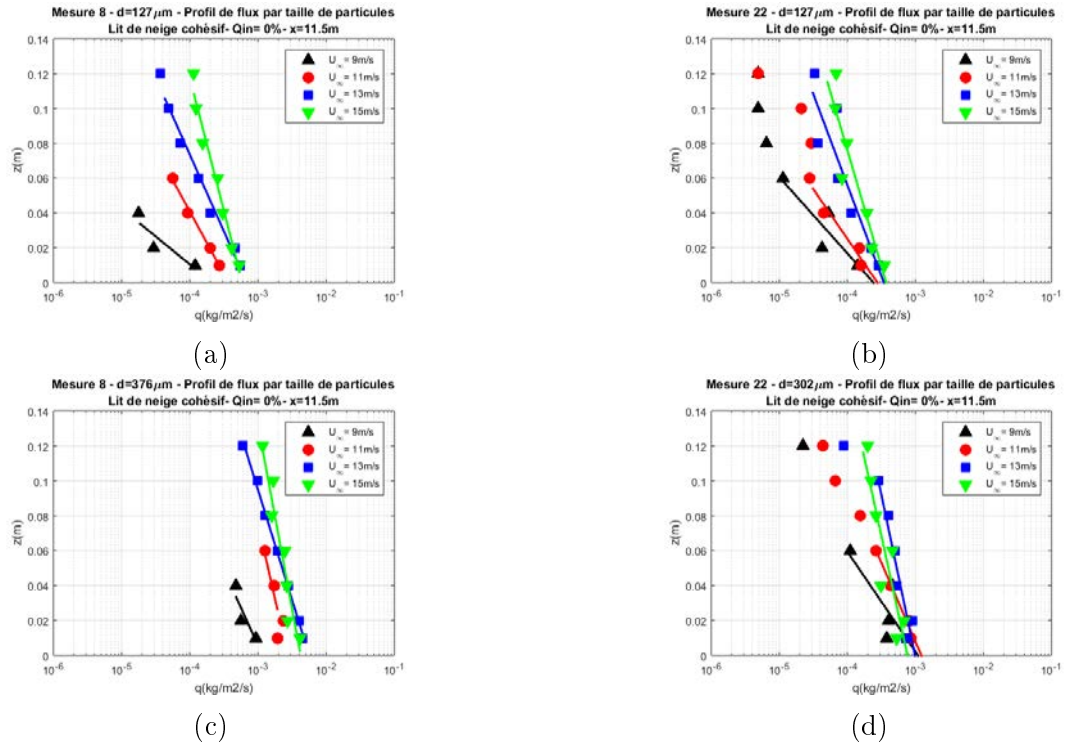 Mesure 8 - d=127μm - Profil de flux par taille de particules
Lit de neige cohésif- Qin= 0%- x=11.5m
0.14
0.12
0.1
0.08
0.06
0.04
0.02
0
z(m)
U∞= 9m/s
U∞= 11m/s
U∞= 13m/s
U∞= 15m/s
10-6
10-5
10-4
10-3
10-2
10-1
q(kg/m2/s)
(a)
Mesure 22 - d=127μm - Profil de flux par taille de particules
Lit de neige cohésif- Qin= 0%- x=11.5m
0.14
0.12
0.1
0.08
0.06
0.04
0.02
0
z(m)
U∞= 9m/s
U∞= 11m/s
U∞= 13m/s
U∞= 15m/s
10-6
10-5
10-4
10-3
10-2
10-1
q(kg/m2/s)
(b)
Mesure 8 - d=376μm - Profil de flux par taille de particules
Lit de neige cohésif- Qin= 0%- x=11.5m
0.14
0.12
0.1
0.08
0.06
0.04
0.02
0
z(m)
U∞= 9m/s
U∞= 11m/s
U∞= 13m/s
U∞= 15m/s
10-6
10-5
10-4
10-3
10-2
10-1
q(kg/m2/s)
(c)
Mesure 22 - d=302μm - Profil de flux par taille de particules
Lit de neige cohésif- Qin= 0%- x=11.5m
0.14
0.12
0.1
0.08
0.06
0.04
0.02
0
z(m)
U∞= 9m/s
U∞= 11m/s
U∞= 13m/s
U∞= 15m/s
10-6
10-5
10-4
10-3
10-2
10-1
q(kg/m2/s)
(d)